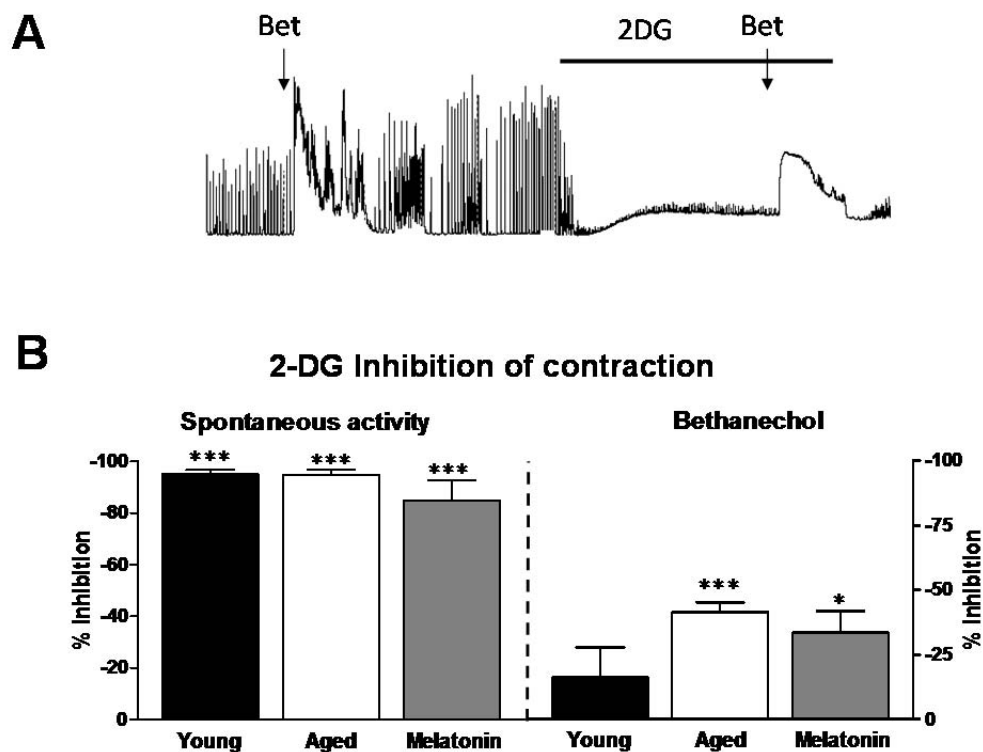 A
Bet
2DG
Bet
B
2-DG Inhibition of contraction
Spontaneous activity
Bethanechol
% Inhibition
-100
-80
-60
-40
-20
0
***
***
***
Young
Aged
Melatonin
***
*
Young
Aged
Melatonin
-100
-75
-50
-25
0
% Inhibition